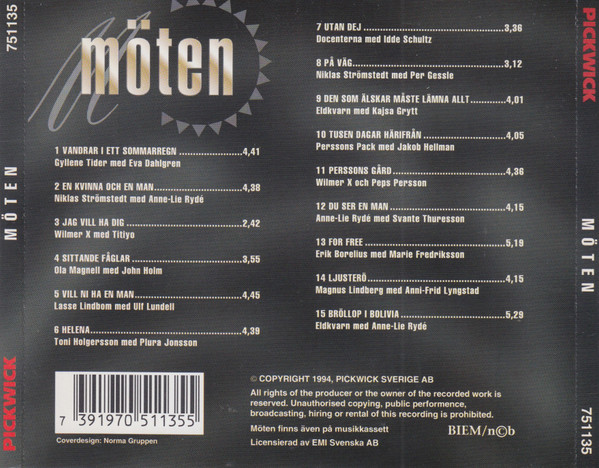 751135
MÖTEN
PICKWICK
M
möten
1 VANDRAR I ETT SOMMARREGN ........ 4,41
Gyllene Tider med Eva Dahlgren
2 EN KVINNA OCH EN MAN ........ 4,38
Niklas Strömstedt med Anne-Lie Rydé
3 JAG VILL HA DIG ........ 2,42
Wilmer X med Titiyo
4 SITTANDE FÅGLAR ........ 3,55
Ola Magnell med John Holm
5 VILL NI HA EN MAN ........ 4,45
Lasse Lindbom med Ulf Lundell
6 HELENA ........ 4,39
Toni Holgersson med Plura Jonsson
7 UTAN DEJ ........ 3,36
Docenterna med Idde Schultz
8 PÅ VÄG ........ 3,12
Niklas Strömstedt med Per Gessle
9 DEN SOM ÄLSKAR MÅSTE LÄMNA ALLT ........ 4,01
Eldkvarn med Kajsa Grytt
10 TUSEN DAGAR HÄRIFRÅN ........ 4,05
Perssons Pack med Jakob Hellman
11 PERSSONS GÅRD ........ 4,36
Wilmer X och Peps Persson
12 DU SER EN MAN ........ 4,15
Anne-Lie Rydé med Svante Thuresson
13 FOR FREE ........ 5,19
Erik Borelius med Marie Fredriksson
14 LJUSTERÖ ........ 4,15
Magnus Lindberg med Anni-Frid Lyngstad
15 BRÖLLOP I BOLIVIA ........ 5,29
Eldkvarn med Anne-Lie Rydé
7 391970 511355
Coverdesign: Norma Gruppen
© COPYRIGHT 1994, PICKWICK SVERIGE AB
All rights of the producer or the owner of the recorded work is
reserved. Unauthorised copying, public performence,
broadcasting, hiring or rental of this recording is prohibited.
Möten finns även på musikkassett
Licensierad av EMI Svenska AB
BIEM/n©b
PICKWICK
MÖTEN
751135